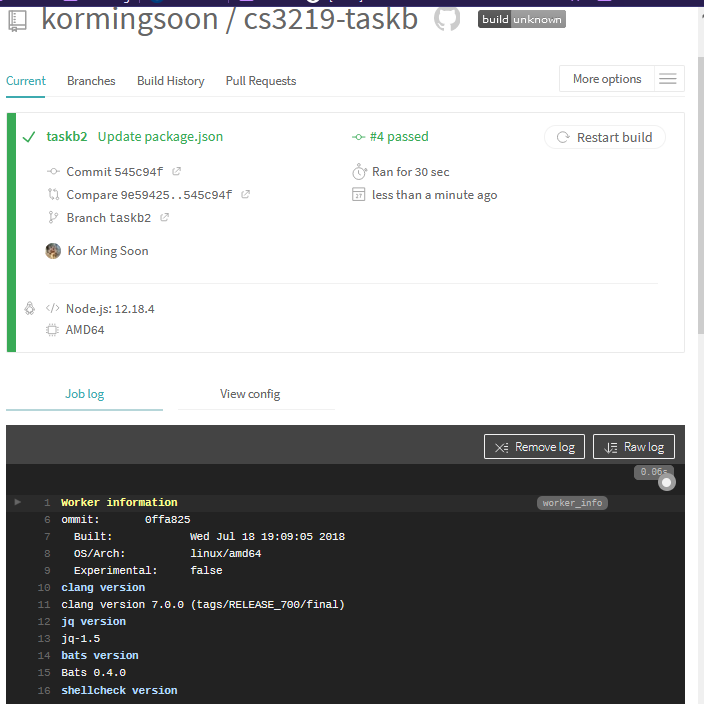 kormingsoon / cs3219-taskb
build unknown
Current Branches Build History Pull Requests
More options
taskb2 Update package.json
#4 passed
Restart build
Commit 545c94f
Ran for 30 sec
Compare 9e59425..545c94f
less than a minute ago
Branch taskb2
Kor Ming Soon
Node.js: 12.18.4
AMD64
Job log View config
Remove log Raw log
0.06s
1 Worker information worker_info
6 ommit: 0ffa825
7 Built: Wed Jul 18 19:09:05 2018
8 OS/Arch: linux/amd64
9 Experimental: false
10 clang version
11 clang version 7.0.0 (tags/RELEASE_700/final)
12 jq version
13 jq-1.5
14 bats version
15 Bats 0.4.0
16 shellcheck version